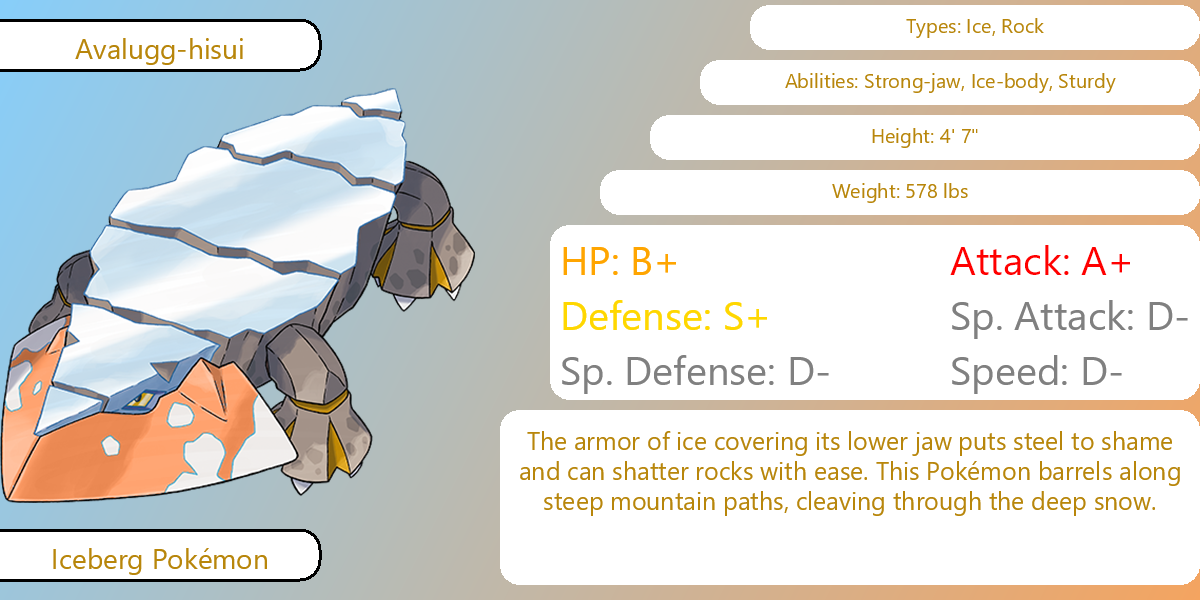 Avalugg-hisui
Types: Ice, Rock
Abilities: Strong-jaw, Ice-body, Sturdy
Height: 4' 7"
Weight: 578 lbs
HP: B+
Attack: A+
Defense: S+
Sp. Attack: D-
Sp. Defense: D-
Speed: D-
The armor of ice covering its lower jaw puts steel to shame
and can shatter rocks with ease. This Pokémon barrels along
steep mountain paths, cleaving through the deep snow.
Iceberg Pokémon